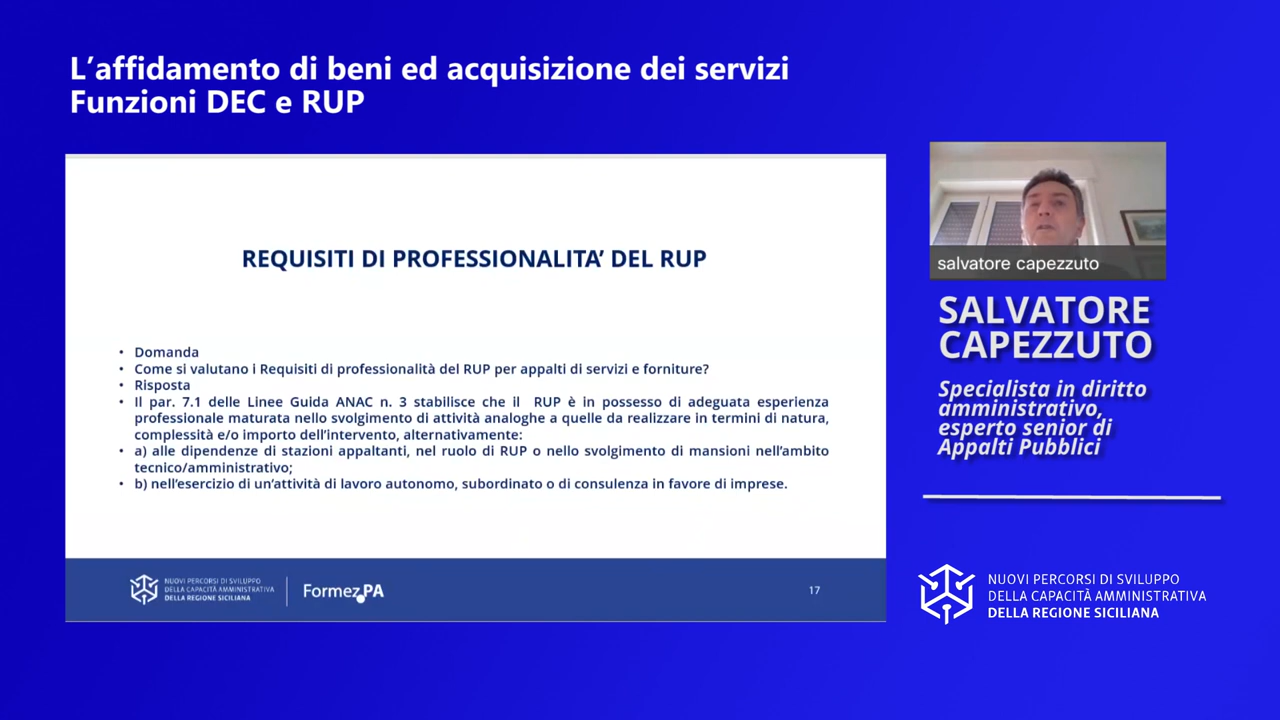 L’affidamento di beni ed acquisizione dei servizi
Funzioni DEC e RUP
REQUISITI DI PROFESSIONALITA’ DEL RUP
• Domanda
• Come si valutano i Requisiti di professionalità del RUP per appalti di servizi e forniture?
• Risposta
• Il par. 7.1 delle Linee Guida ANAC n. 3 stabilisce che il RUP è in possesso di adeguata esperienza
professionale maturata nello svolgimento di attività analoghe a quelle da realizzare in termini di natura,
complessità e/o importo dell’intervento, alternativamente:
• a) alle dipendenze di stazioni appaltanti, nel ruolo di RUP o nello svolgimento di mansioni nell’ambito
tecnico/amministrativo;
• b) nell’esercizio di un’attività di lavoro autonomo, subordinato o di consulenza in favore di imprese.
NUOVI PERCORSI DI SVILUPPO
DELLA CAPACITÀ AMMINISTRATIVA
DELLA REGIONE SICILIANA
Formez PA
17
salvatore capezzuto
SALVATORE
CAPEZZUTO
Specialista in diritto
amministrativo,
esperto senior di
Appalti Pubblici
NUOVI PERCORSI DI SVILUPPO
DELLA CAPACITÀ AMMINISTRATIVA
DELLA REGIONE SICILIANA